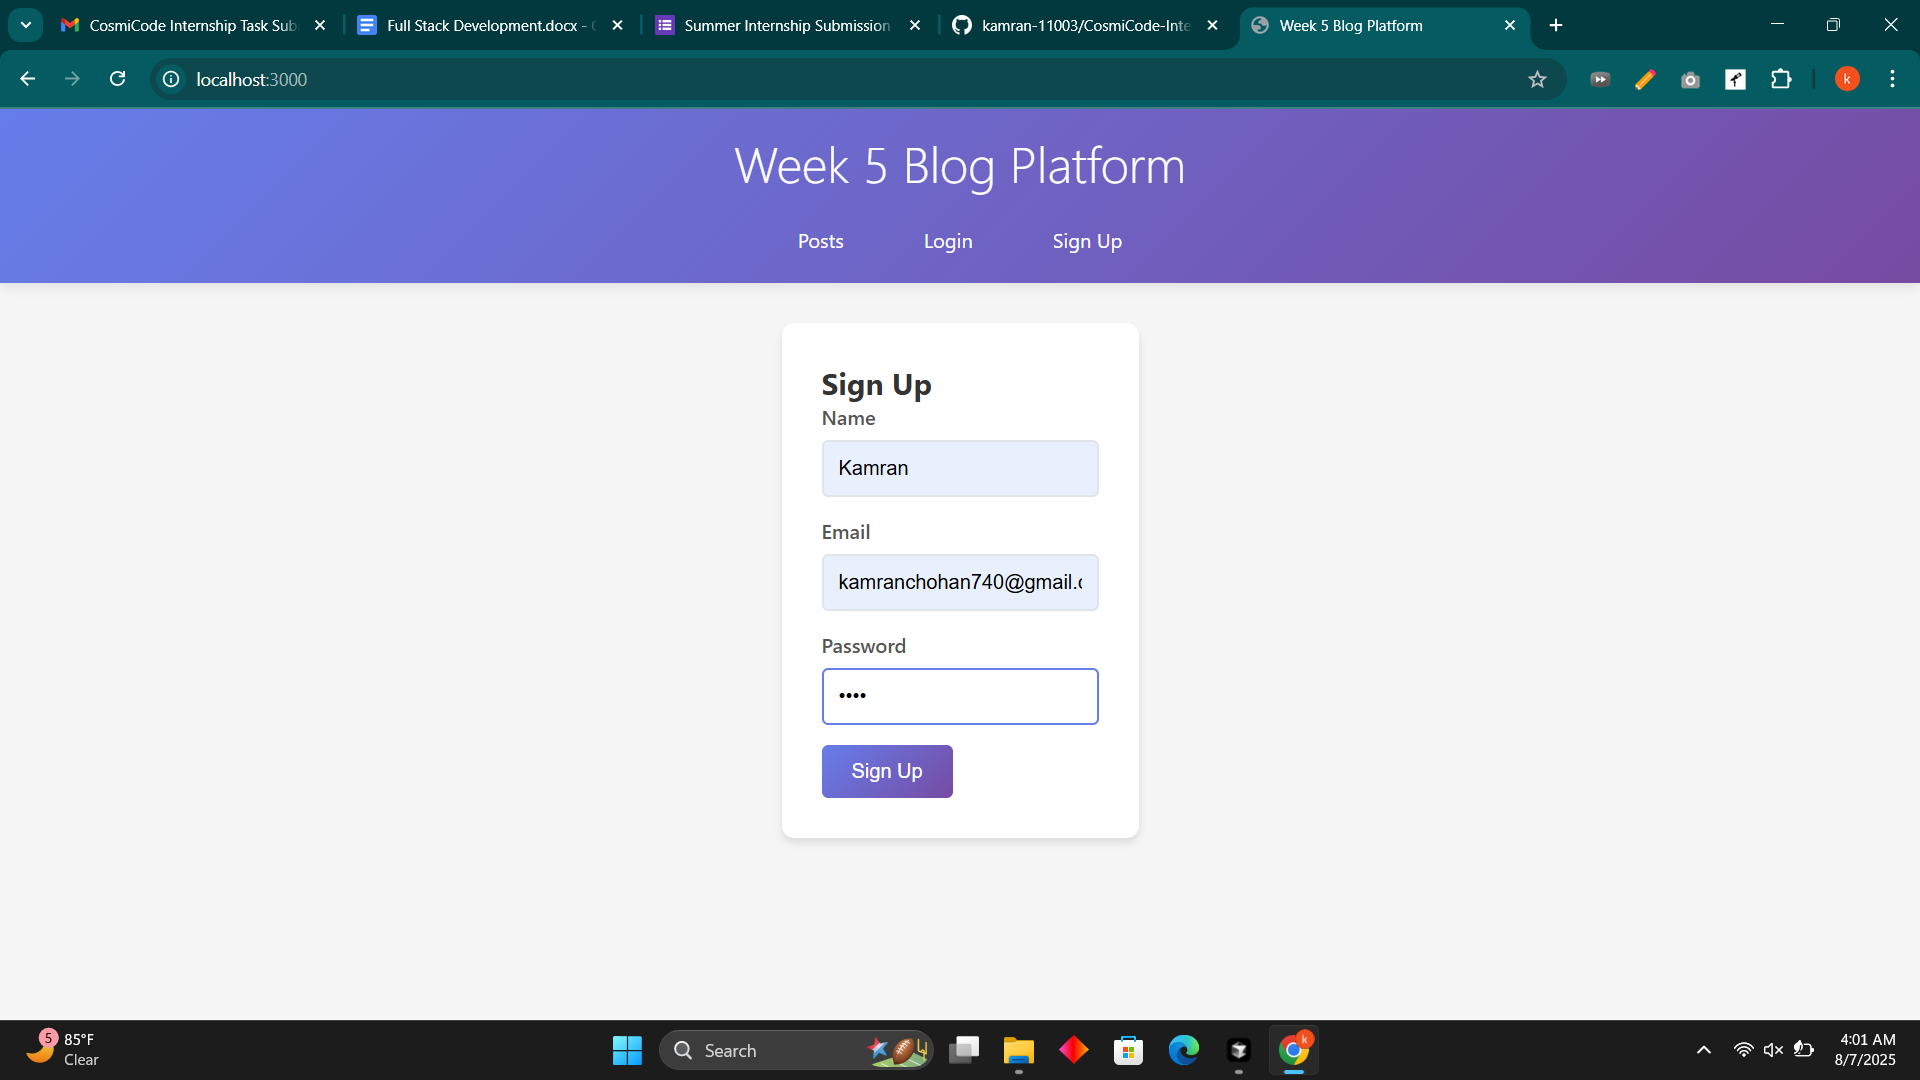 CosmiCode Internship Task Sub
Full Stack Development.docx -
Summer Internship Submission
kamran-11003/CosmiCode-Inte
Week 5 Blog Platform
localhost:3000
k
Week 5 Blog Platform
Posts
Login
Sign Up
Sign Up
Name
Kamran
Email
kamranchohan740@gmail.c
Password
Sign Up
5
85°F
Clear
Search
k
4:01 AM
8/7/2025